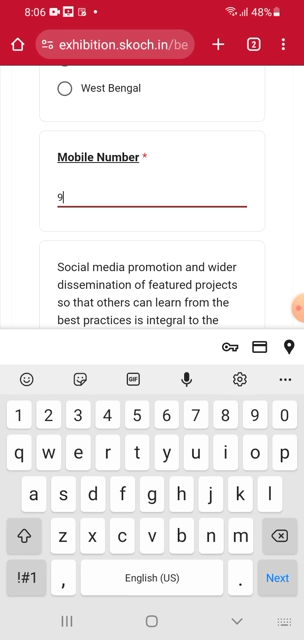 8:06 48%
exhibition.skoch.in/be 2
West Bengal
Mobile Number *
9
Social media promotion and wider
dissemination of featured projects
so that others can learn from the
best practices is integral to the
GIF
1 2 3 4 5 6 7 8 9 0
q w e r t y u i o p
a s d f g h j k l
z x c v b n m
!#1 , English (US) . Next